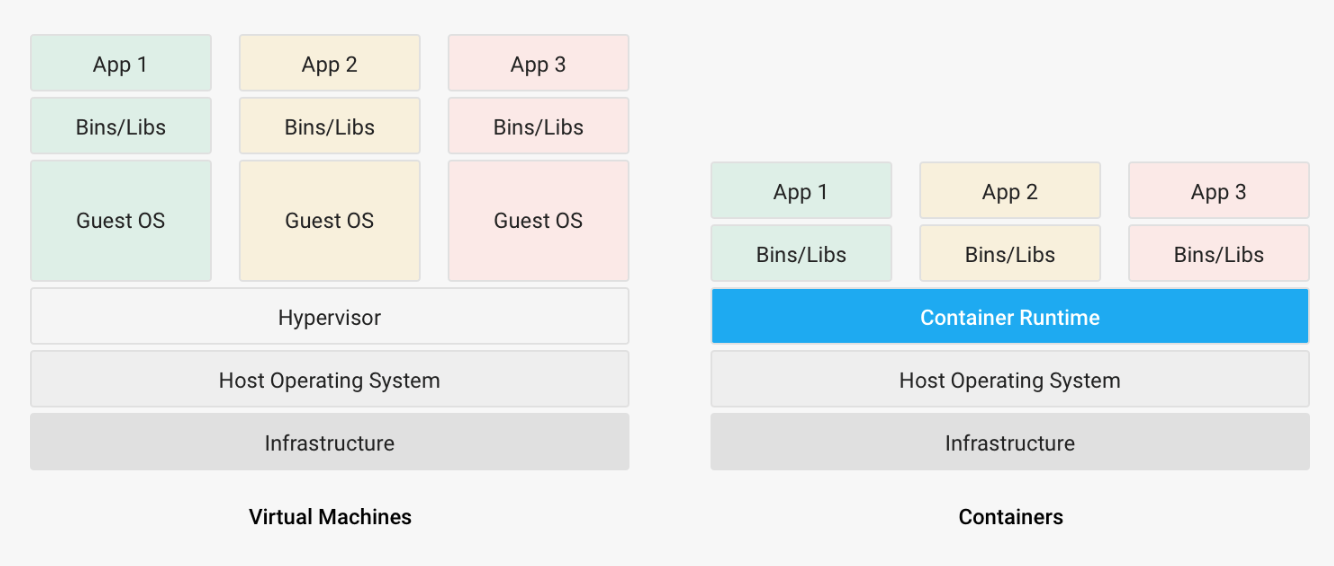 App 1
App 2
App 3
Bins/Libs
Bins/Libs
Bins/Libs
Guest OS
Guest OS
Guest OS
Hypervisor
Host Operating System
Infrastructure
Virtual Machines
App 1
App 2
App 3
Bins/Libs
Bins/Libs
Bins/Libs
Container Runtime
Host Operating System
Infrastructure
Containers